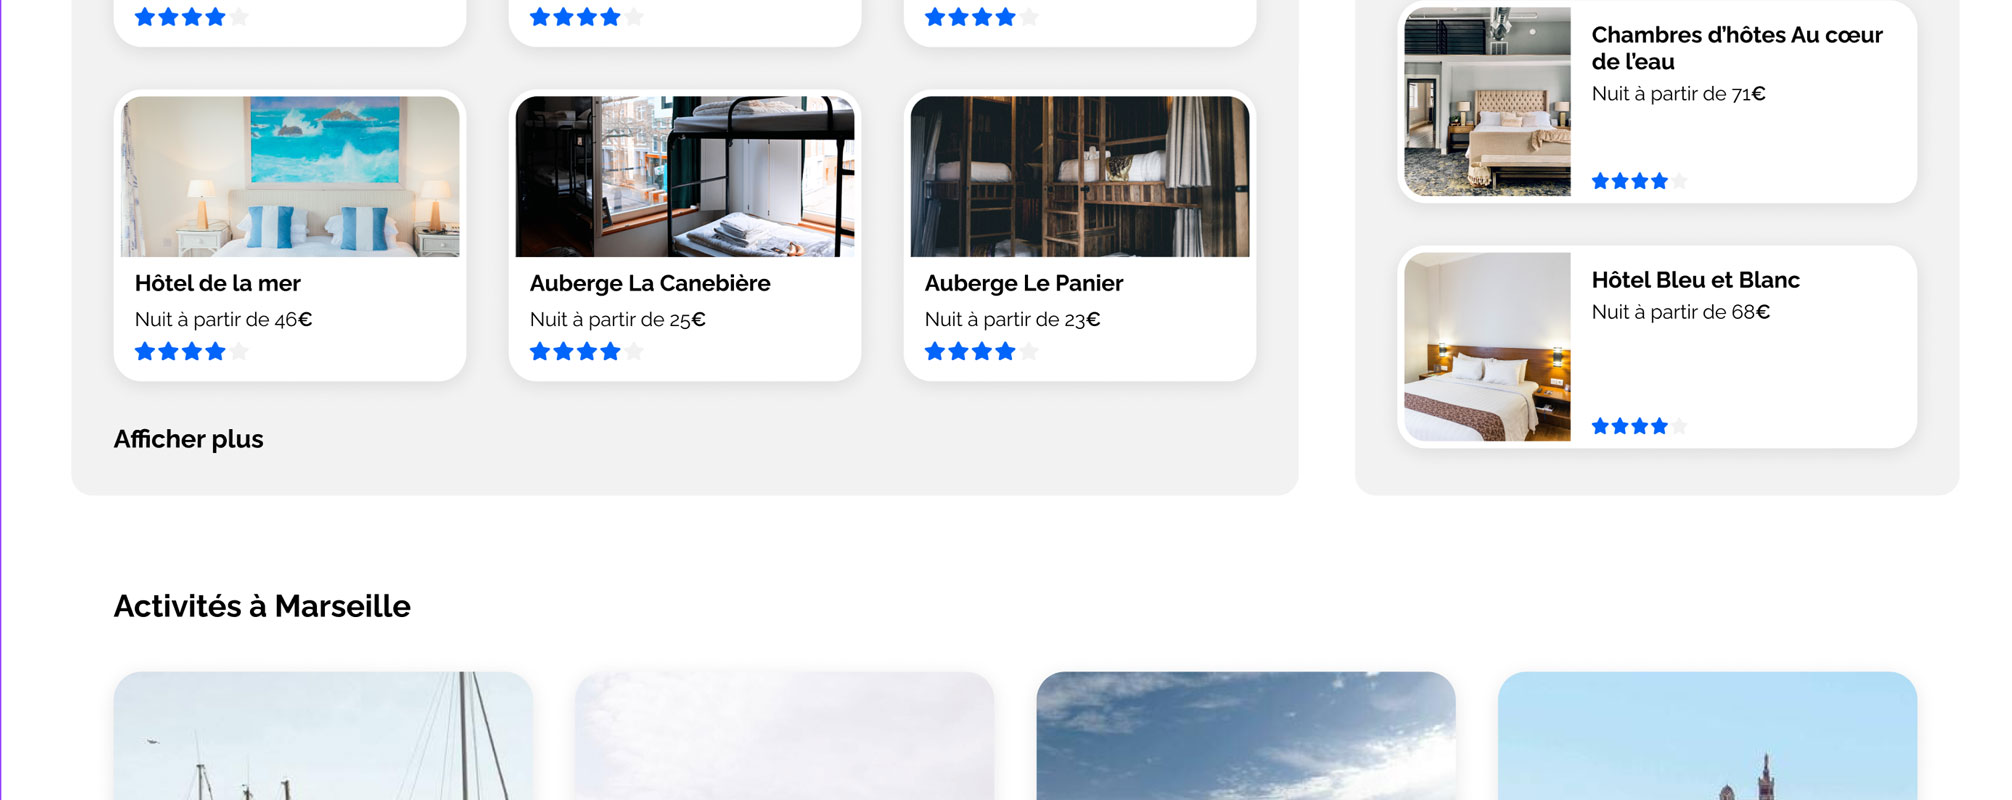 Hôtel de la mer
Nuit à partir de 46€
Auberge La Canebière
Nuit à partir de 25€
Auberge Le Panier
Nuit à partir de 23€
Afficher plus
Chambres d'hôtes Au cœur
de l'eau
Nuit à partir de 71€
Hôtel Bleu et Blanc
Nuit à partir de 68€
Activités à Marseille